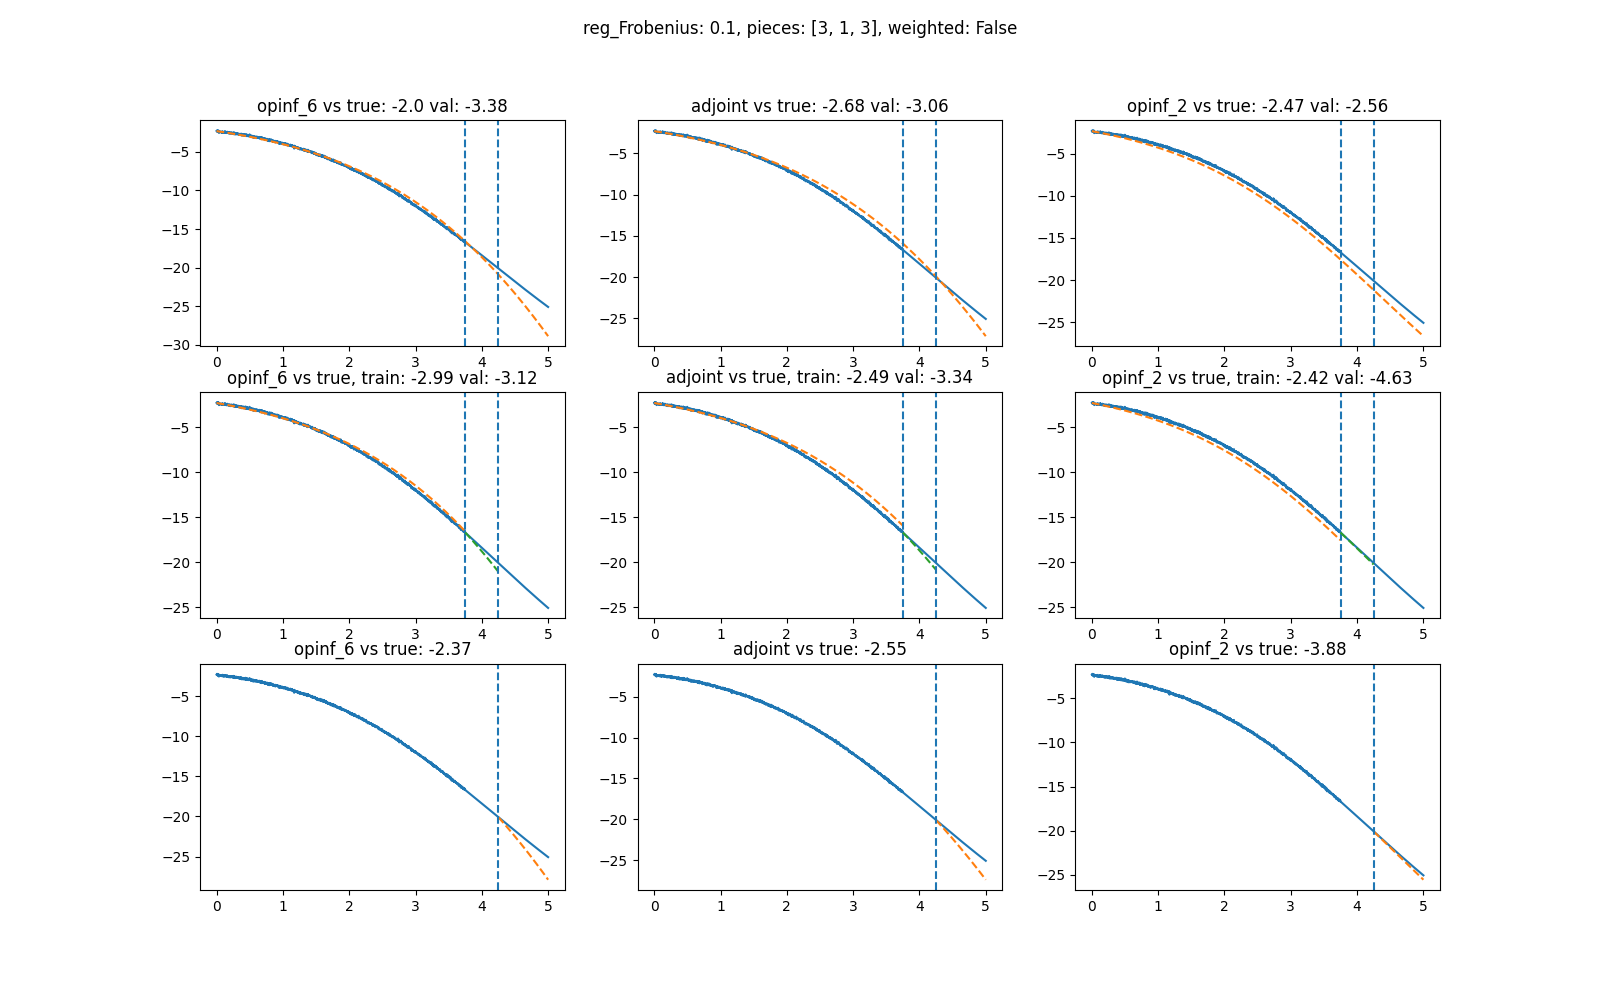 reg_Frobenius: 0.1, pieces: [3, 1, 3], weighted: False
opinf_6 vs true: -2.0 val: -3.38
−5
−10
−15
−20
−25
−30
0 1 2 3 4 5
adjoint vs true: -2.68 val: -3.06
−5
−10
−15
−20
−25
0 1 2 3 4 5
opinf_2 vs true: -2.47 val: -2.56
−5
−10
−15
−20
−25
0 1 2 3 4 5
opinf_6 vs true, train: -2.99 val: -3.12
−5
−10
−15
−20
−25
0 1 2 3 4 5
adjoint vs true, train: -2.49 val: -3.34
−5
−10
−15
−20
−25
0 1 2 3 4 5
opinf_2 vs true, train: -2.42 val: -4.63
−5
−10
−15
−20
−25
0 1 2 3 4 5
opinf_6 vs true: -2.37
−5
−10
−15
−20
−25
0 1 2 3 4 5
adjoint vs true: -2.55
−5
−10
−15
−20
−25
0 1 2 3 4 5
opinf_2 vs true: -3.88
−5
−10
−15
−20
−25
0 1 2 3 4 5